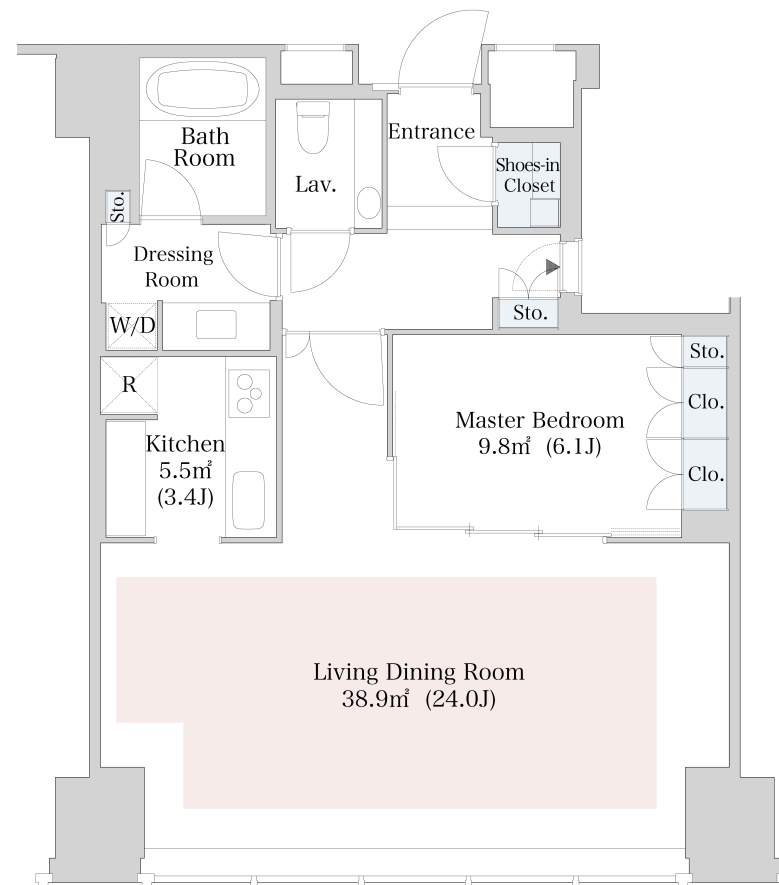 Bath
Room
Entrance
Lav.
Shoes-in
Closet
Sto.
Dressing
Room
W/D
Sto.
R
Sto.
Clo.
Clo.
Kitchen
5.5㎡
(3.4J)
Master Bedroom
9.8㎡ (6.1J)
Living Dining Room
38.9㎡ (24.0J)